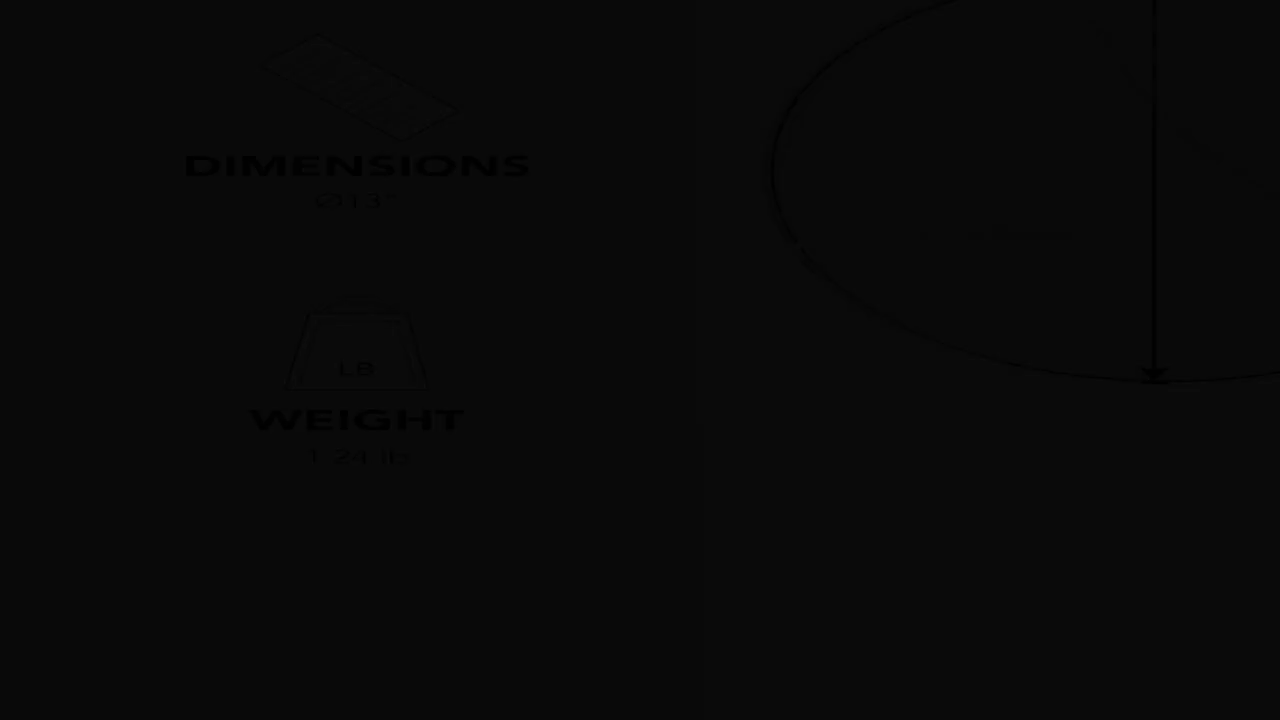 DIMENSIONS
Ø13"
LB
WEIGHT
1.24 lb